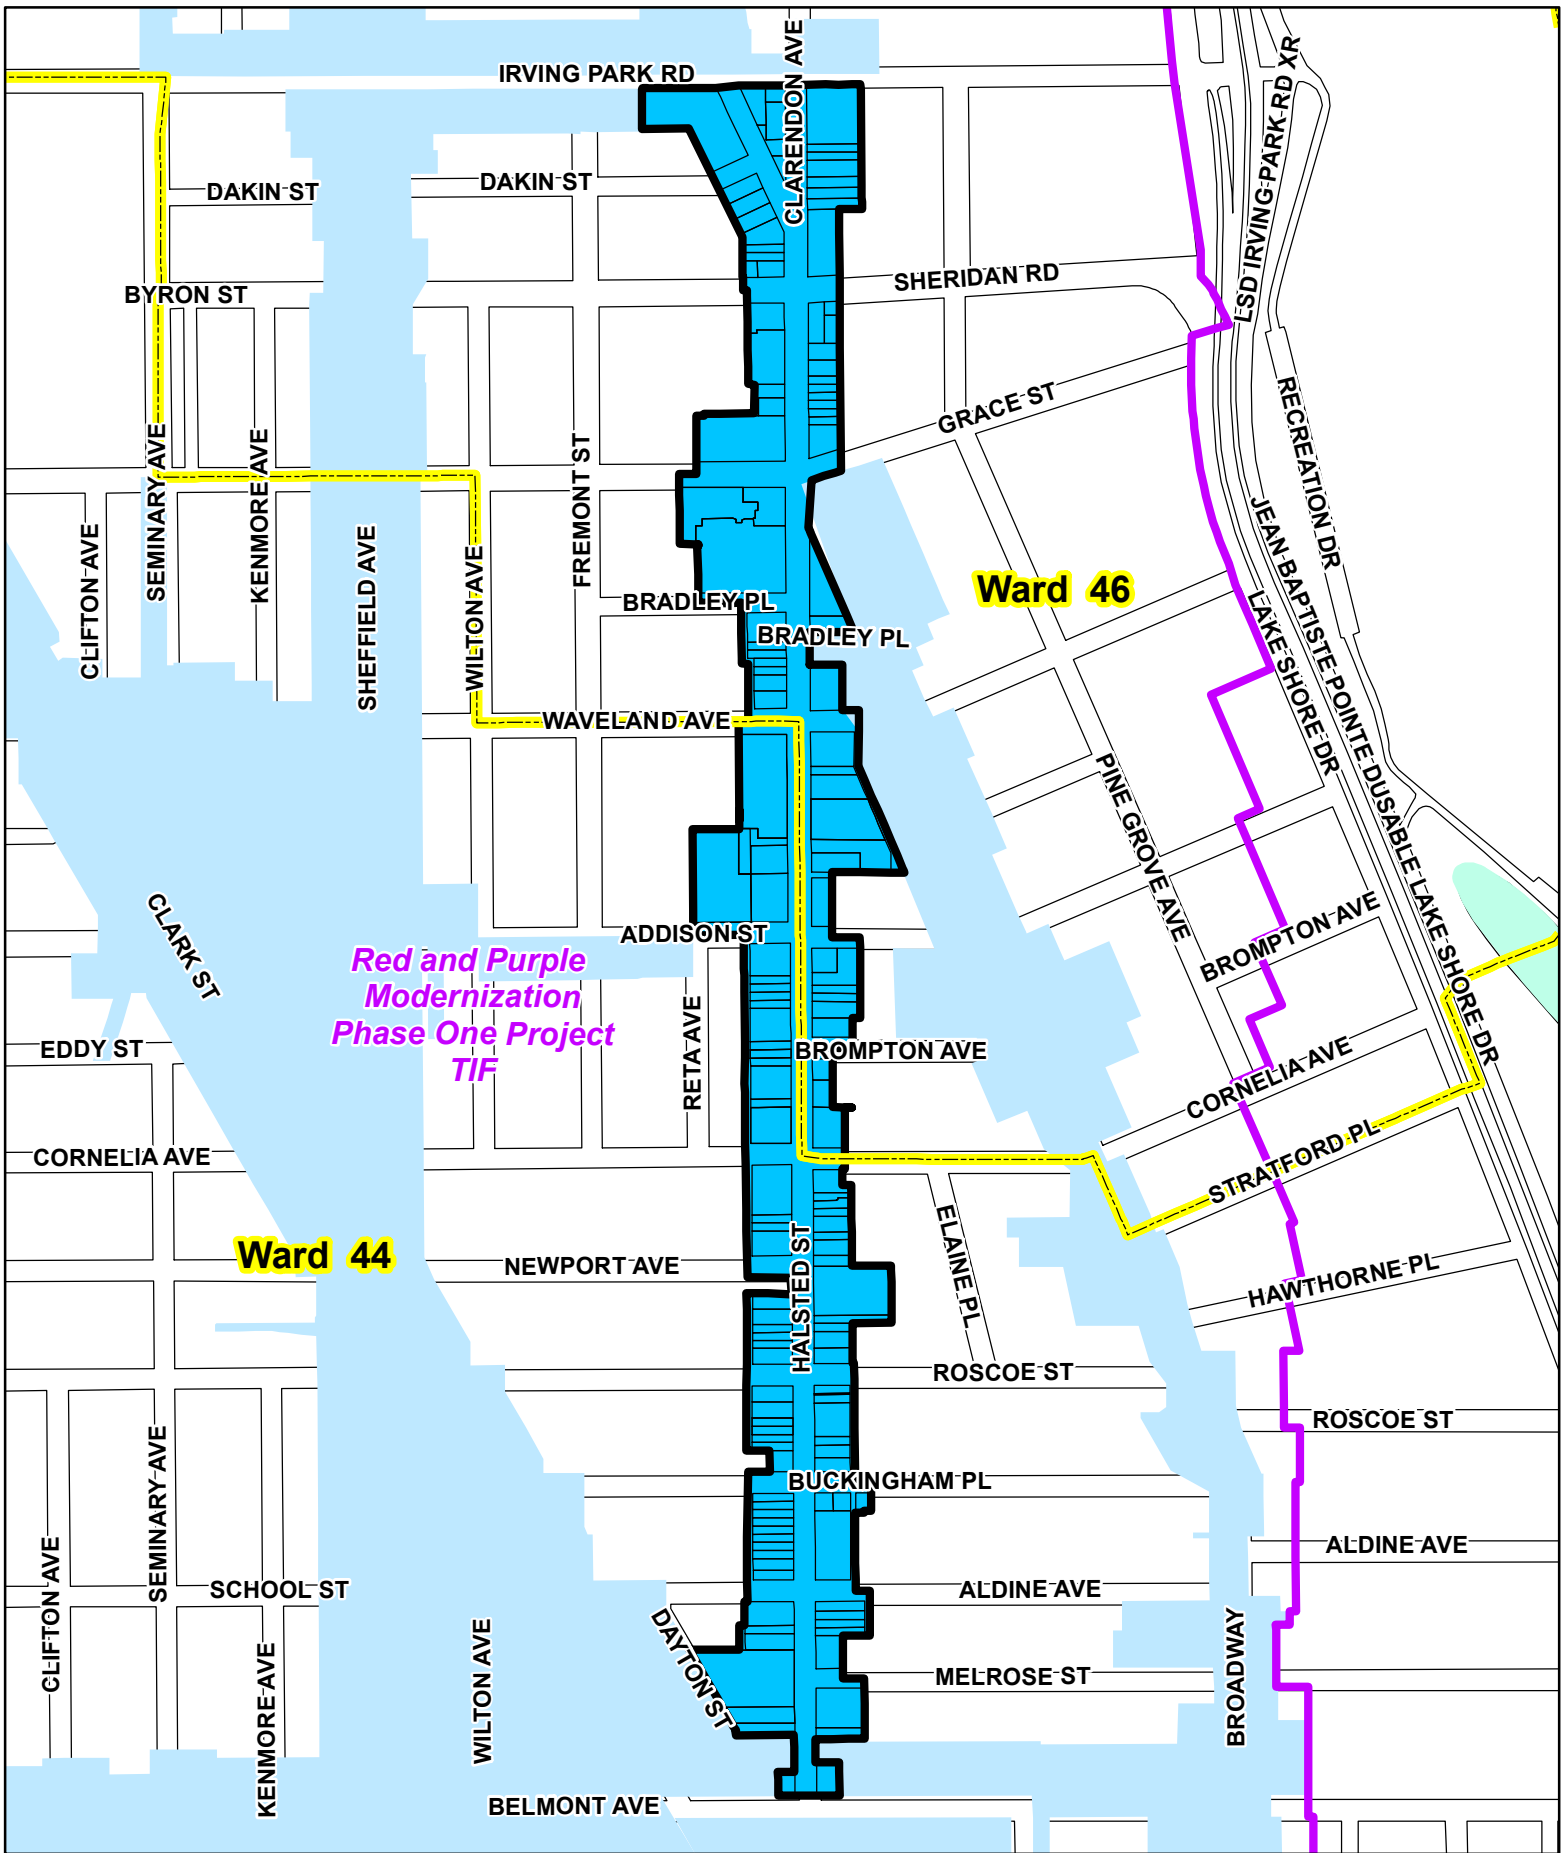 IRVING PARK RD
CLARENDON AVE
LSD IRVING PARK RD XR
DAKIN ST
DAKIN ST
SHERIDAN RD
BYRON ST
GRACE ST
RECREATION DR
SEMINARY AVE
KENMORE AVE
FREMONT ST
CLIFTON AVE
SHEFFIELD AVE
WILTON AVE
JEAN BAPTISTE POINTE DUSABLE LAKE SHORE DR
Ward 46
BRADLEY PL
BRADLEY PL
LAKE SHORE DR
WAVELAND AVE
PINE GROVE AVE
CLARK ST
ADDISON ST
BROMPTON AVE
Red and Purple
Modernization
Phase One Project
TIF
RETA AVE
EDDY ST
BROMPTON AVE
CORNELIA AVE
CORNELIA AVE
STRATFORD PL
Ward 44
NEWPORT AVE
HALSTED ST
ELAINE PL
HAWTHORNE PL
ROSCOE ST
ROSCOE ST
BUCKINGHAM PL
SEMINARY AVE
CLIFTON AVE
ALDINE AVE
SCHOOL ST
ALDINE AVE
KENMORE AVE
WILTON AVE
DAYTON ST
MELROSE ST
BROADWAY
BELMONT AVE